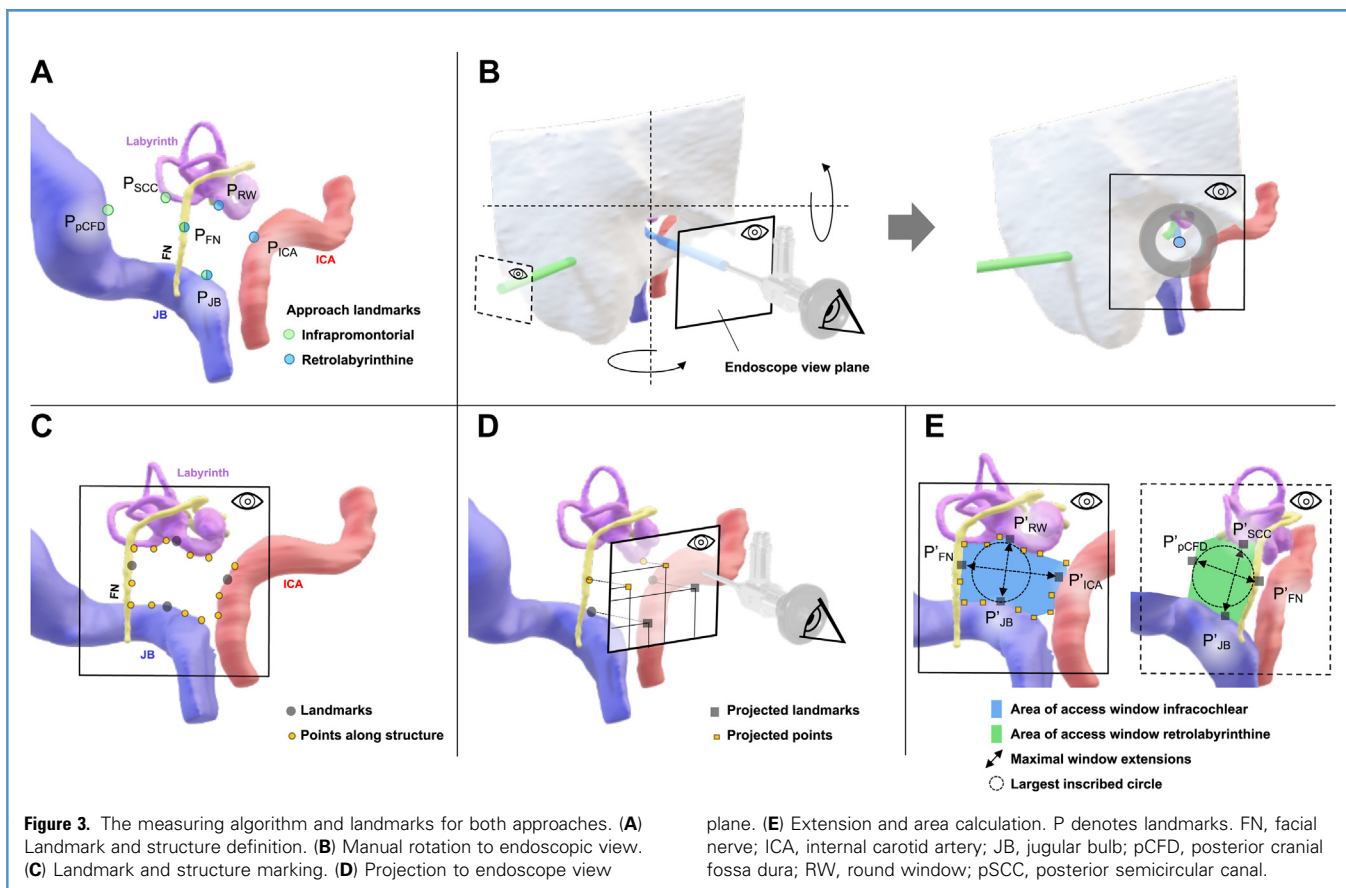 A
Labyrinth
PSCC
PRW
PpCFD
PFN
PICA
FN
ICA
PJB
JB
Approach landmarks
Infrapromontorial
Retrolabyrinthine
B
Endoscope view plane
C
Labyrinth
FN
ICA
JB
Landmarks
Points along structure
D
Projected landmarks
Projected points
E
P'RW
P'FN
P'ICA
P'JB
P'SCC
P'pCFD
P'FN
P'JB
Area of access window infracochlear
Area of access window retrolabyrinthine
Maximal window extensions
Largest inscribed circle
Figure 3. The measuring algorithm and landmarks for both approaches. (A)
Landmark and structure definition. (B) Manual rotation to endoscopic view.
(C) Landmark and structure marking. (D) Projection to endoscope view
plane. (E) Extension and area calculation. P denotes landmarks. FN, facial
nerve; ICA, internal carotid artery; JB, jugular bulb; pCFD, posterior cranial
fossa dura; RW, round window; pSCC, posterior semicircular canal.